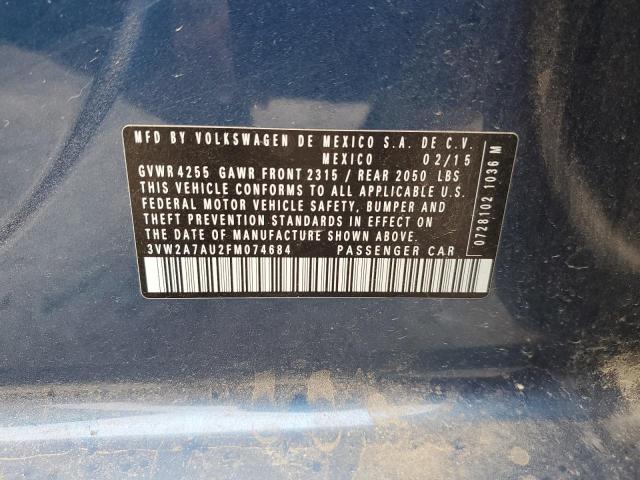 MFD BY VOLKSWAGEN DE MEXICO S.A. DE C.V.
MEXICO 02/15
GVWR 4255 GAWR FRONT 2315 / REAR 2050 LBS
THIS VEHICLE CONFORMS TO ALL APPLICABLE U.S.
FEDERAL MOTOR VEHICLE SAFETY, BUMPER AND
THEFT PREVENTION STANDARDS IN EFFECT ON
THE DATE OF MANUFACTURE SHOWN ABOVE.
3VW2A7AU2FM074684 PASSENGER CAR
0728102 1036 M